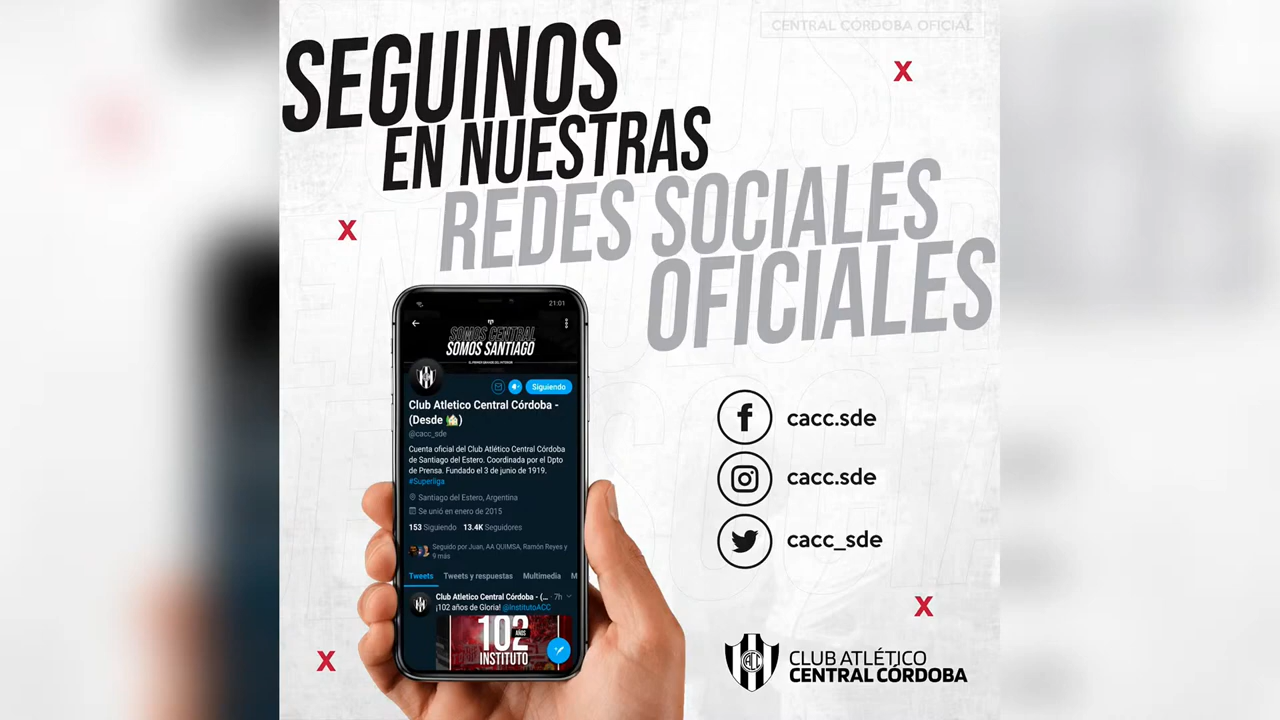 CENTRAL CÓRDOBA OFICIAL
SEGUINOS
EN NUESTRAS
REDES SOCIALES
OFICIALES
21:01
SOMOS CENTRAL
SOMOS SANTIAGO
Siguiendo
Club Atletico Central Córdoba -
(Desde 🏡)
@cacc_sde
Cuenta oficial del Club Atlético Central Córdoba
de Santiago del Estero. Coordinada por el Dpto
de Prensa. Fundado el 3 de junio de 1919.
#Superliga
Santiago del Estero, Argentina
Se unió en enero de 2015
153 Siguiendo 13.4K Seguidores
Seguido por Juan, AA QUIMSA, Ramón Reyes y
9 más
Tweets Tweets y respuestas Multimedia M
Club Atletico Central Córdoba - (... · 7h
¡102 años de Gloria! @InstitutoACC
102 AÑOS
INSTITUTO
cacc.sde
cacc.sde
cacc_sde
CLUB ATLÉTICO
CENTRAL CÓRDOBA